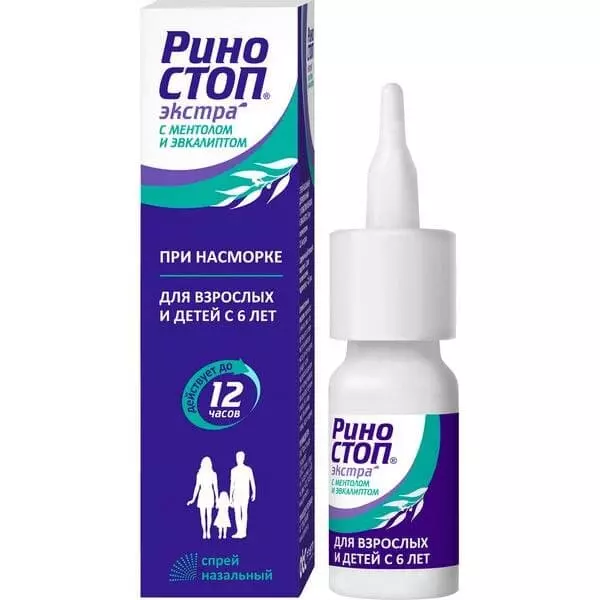 Рино
СТОП®
экстра
с ментолом
и эвкалиптом
ПРИ НАСМОРКЕ
ДЛЯ ВЗРОСЛЫХ
И ДЕТЕЙ С 6 ЛЕТ
действует до
12
часов
спрей
назальный
Рино
СТОП®
экстра
с ментолом
и эвкалиптом
ДЛЯ ВЗРОСЛЫХ
И ДЕТЕЙ С 6 ЛЕТ